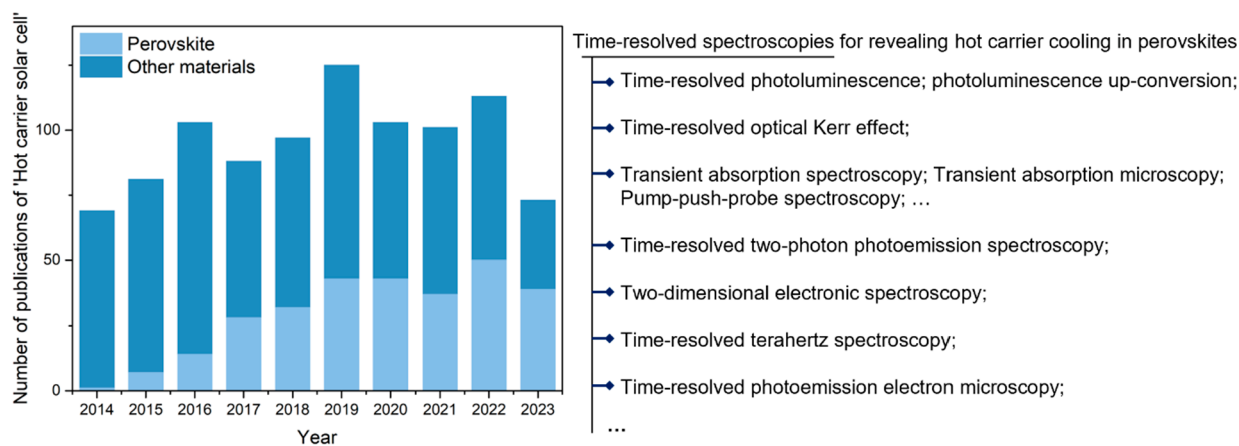 Number of publications of 'Hot carrier solar cell'
Perovskite
Other materials
100
50
0
2014 2015 2016 2017 2018 2019 2020 2021 2022 2023
Year
Time-resolved spectroscopies for revealing hot carrier cooling in perovskites
Time-resolved photoluminescence; photoluminescence up-conversion;
Time-resolved optical Kerr effect;
Transient absorption spectroscopy; Transient absorption microscopy;
Pump-push-probe spectroscopy; ...
Time-resolved two-photon photoemission spectroscopy;
Two-dimensional electronic spectroscopy;
Time-resolved terahertz spectroscopy;
Time-resolved photoemission electron microscopy;
...